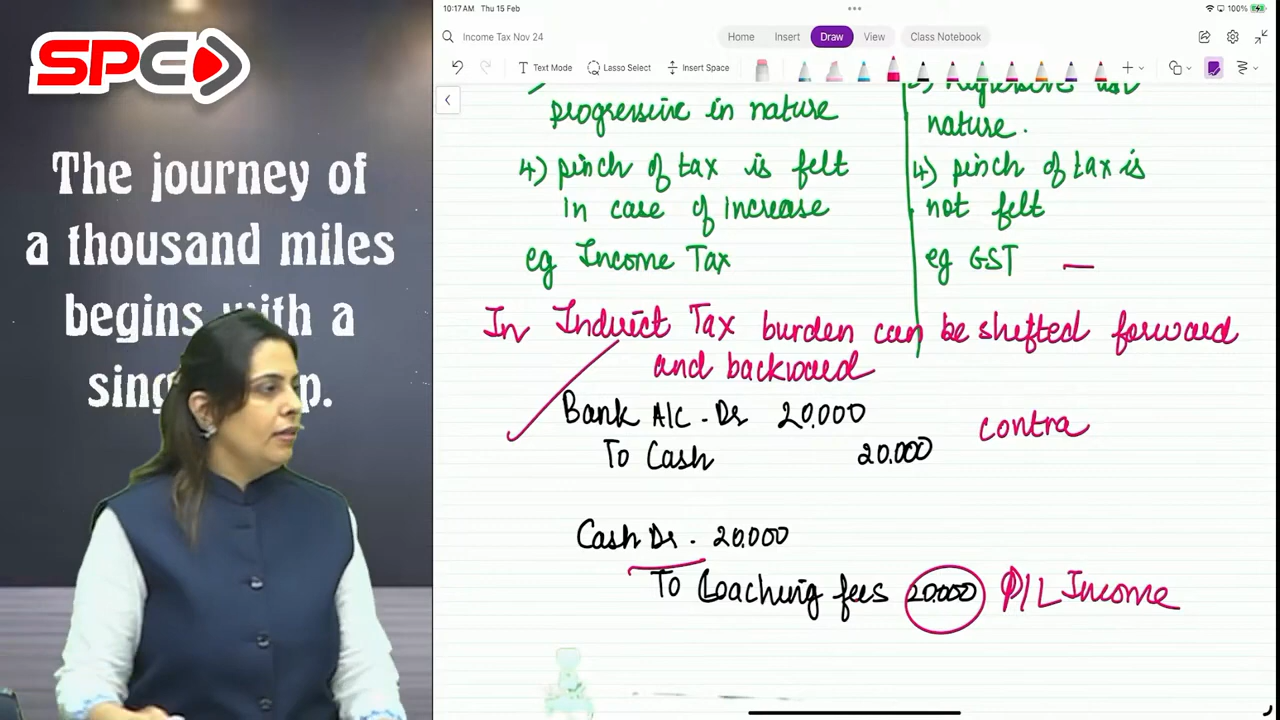 10:17 AM Thu 15 Feb
100%
SPE
Income Tax Nov 24
Home Insert Draw View Class Notebook
Text Mode Lasso Select Insert Space
The journey of
a thousand miles
begins with a
progressive in nature
nature.
4) pinch of tax is felt
in case of increase
4) pinch of tax is
not felt
eg Income Tax
eg GST
In Indirect Tax burden can be shifted forward
and backward
Bank A/C - Dr 20,000
To Cash 20,000
contra
Cash Dr. 20,000
To Coaching fees 20,000 P/L Income